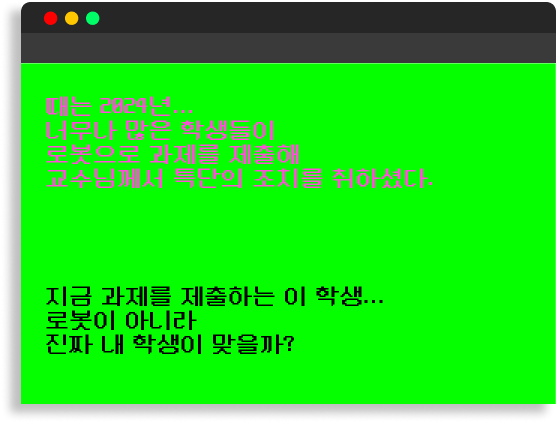 때는 2024년...
너무나 많은 학생들이
로봇으로 과제를 제출해
교수님께서 특단의 조치를 취하셨다.
지금 과제를 제출하는 이 학생...
로봇이 아니라
진짜 내 학생이 맞을까?